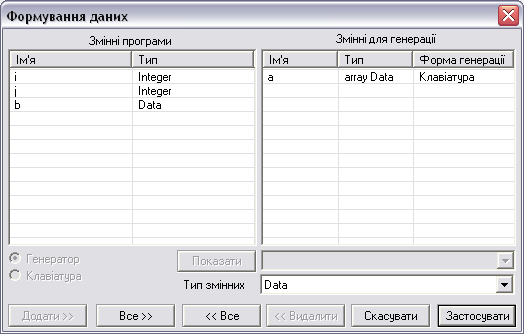 Формування даних
Змінні програми
Змінні для генерації
Ім'я Тип
Ім'я Тип Форма генерації
i Integer
j Integer
b Data
a array Data Клавіатура
Генератор
Клавіатура
Показати
Тип змінних Data
Додати >> Все >> << Все << Видалити Скасувати Застосувати